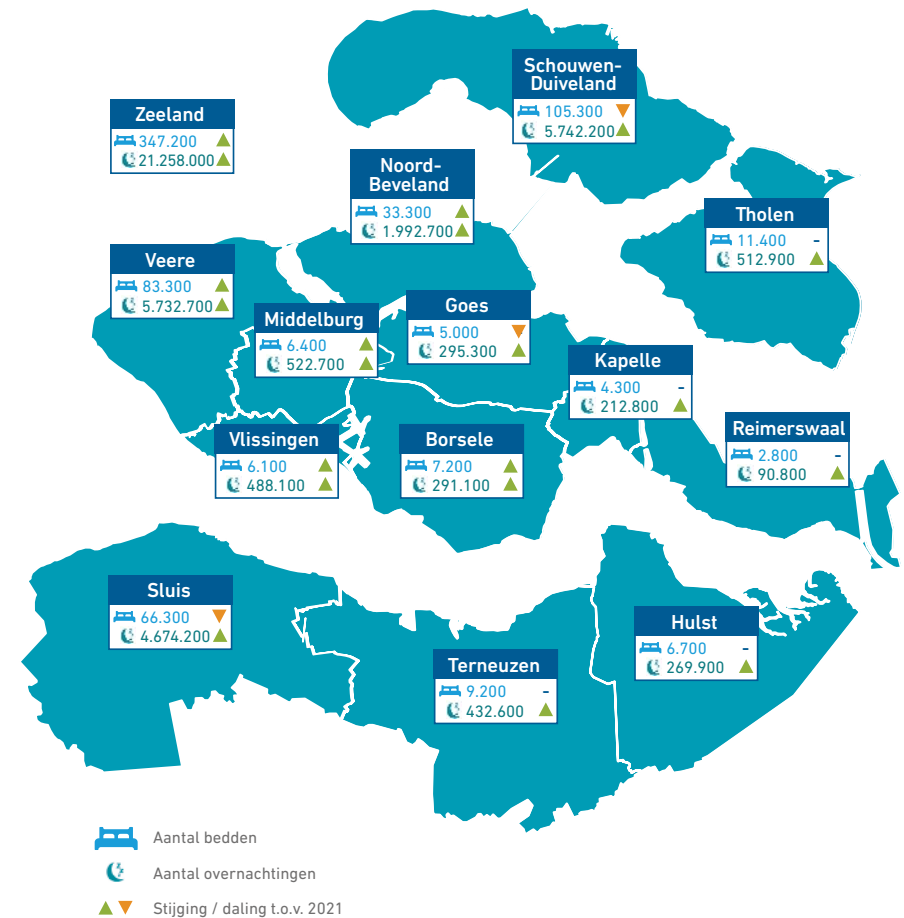 Schouwen-
Duiveland
105.300
5.742.200
Zeeland
347.200
21.258.000
Noord-
Beveland
33.300
1.992.700
Tholen
11.400 -
512.900
Veere
83.300
5.732.700
Middelburg
6.400
522.700
Goes
5.000
295.300
Kapelle
4.300 -
212.800
Vlissingen
6.100
488.100
Borsele
7.200
291.100
Reimerswaal
2.800 -
90.800
Sluis
66.300
4.674.200
Terneuzen
9.200 -
432.600
Hulst
6.700 -
269.900
Aantal bedden
Aantal overnachtingen
Stijging / daling t.o.v. 2021